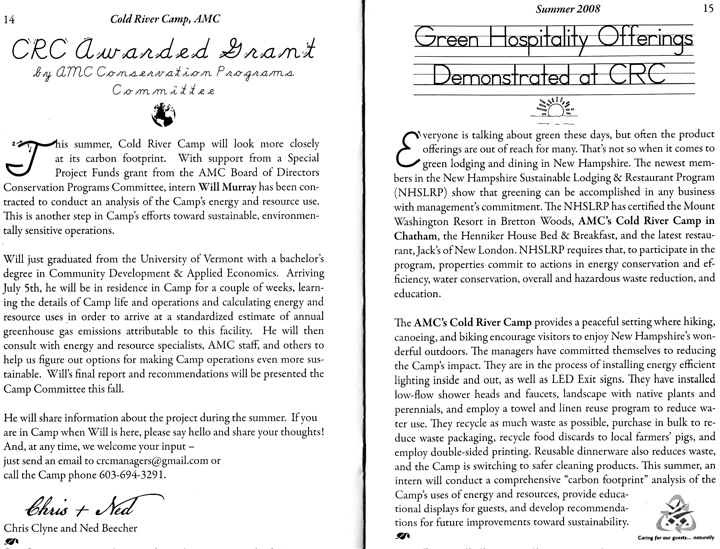 14
Cold River Camp, AMC
CRC Awarded Grant
by AMC Conservation Programs
Committee
This summer, Cold River Camp will look more closely
at its carbon footprint. With support from a Special
Project Funds grant from the AMC Board of Directors
Conservation Programs Committee, intern Will Murray has been con-
tracted to conduct an analysis of the Camp's energy and resource use.
This is another step in Camp's efforts toward sustainable, environmen-
tally sensitive operations.
Will just graduated from the University of Vermont with a bachelor's
degree in Community Development & Applied Economics. Arriving
July 5th, he will be in residence in Camp for a couple of weeks, learn-
ing the details of Camp life and operations and calculating energy and
resource uses in order to arrive at a standardized estimate of annual
greenhouse gas emissions attributable to this facility. He will then
consult with energy and resource specialists, AMC staff, and others to
help us figure out options for making Camp operations even more sus-
tainable. Will's final report and recommendations will be presented the
Camp Committee this fall.
He will share information about the project during the summer. If you
are in Camp when Will is here, please say hello and share your thoughts!
And, at any time, we welcome your input –
just send an email to crcmanagers@gmail.com or
call the Camp phone 603-694-3291.
Chris + Ned
Chris Clyne and Ned Beecher
Summer 2008
15
Green Hospitality Offerings
Demonstrated at CRC
Everyone is talking about green these days, but often the product
offerings are out of reach for many. That's not so when it comes to
green lodging and dining in New Hampshire. The newest mem-
bers in the New Hampshire Sustainable Lodging & Restaurant Program
(NHSLRP) show that greening can be accomplished in any business
with management's commitment. The NHSLRP has certified the Mount
Washington Resort in Bretton Woods, AMC's Cold River Camp in
Chatham, the Henniker House Bed & Breakfast, and the latest restau-
rant, Jack's of New London. NHSLRP requires that, to participate in the
program, properties commit to actions in energy conservation and ef-
ficiency, water conservation, overall and hazardous waste reduction, and
education.
The AMC's Cold River Camp provides a peaceful setting where hiking,
canoeing, and biking encourage visitors to enjoy New Hampshire's won-
derful outdoors. The managers have committed themselves to reducing
the Camp's impact. They are in the process of installing energy efficient
lighting inside and out, as well as LED Exit signs. They have installed
low-flow shower heads and faucets, landscape with native plants and
perennials, and employ a towel and linen reuse program to reduce wa-
ter use. They recycle as much waste as possible, purchase in bulk to re-
duce waste packaging, recycle food discards to local farmers' pigs, and
employ double-sided printing. Reusable dinnerware also reduces waste,
and the Camp is switching to safer cleaning products. This summer, an
intern will conduct a comprehensive "carbon footprint" analysis of the
Camp's uses of energy and resources, provide educa-
tional displays for guests, and develop recommenda-
tions for future improvements toward sustainability.
Caring for our guests... naturally